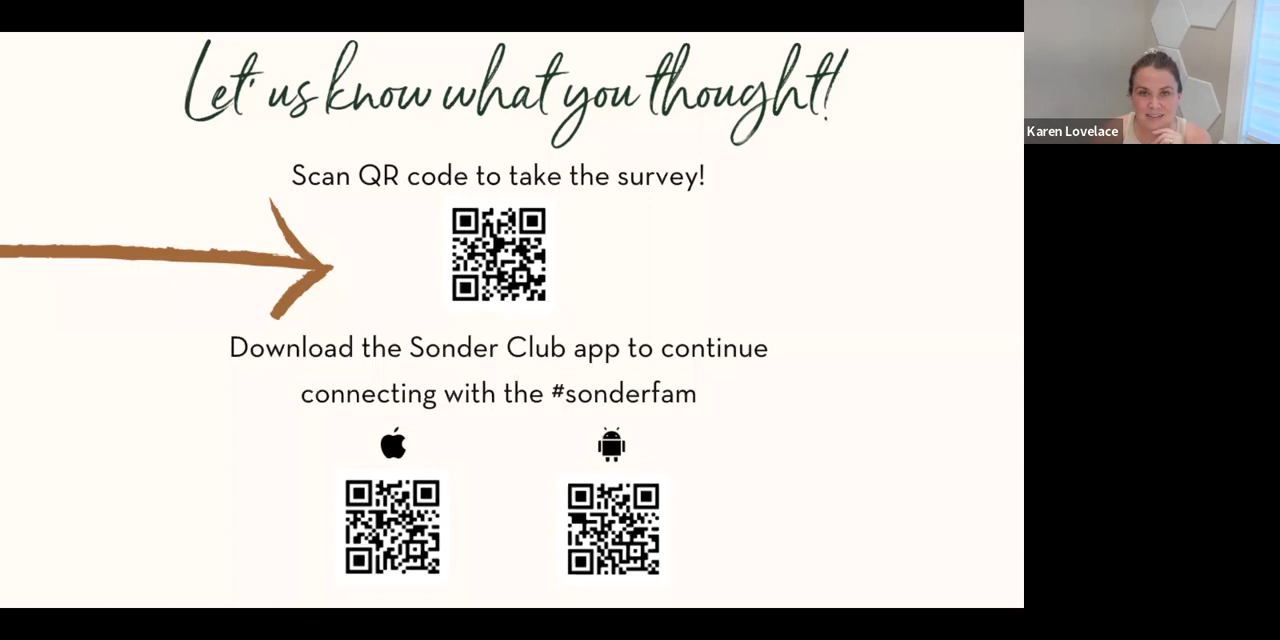 Let us know what you thought!
Scan QR code to take the survey!
Download the Sonder Club app to continue
connecting with the #sonderfam
Karen Lovelace